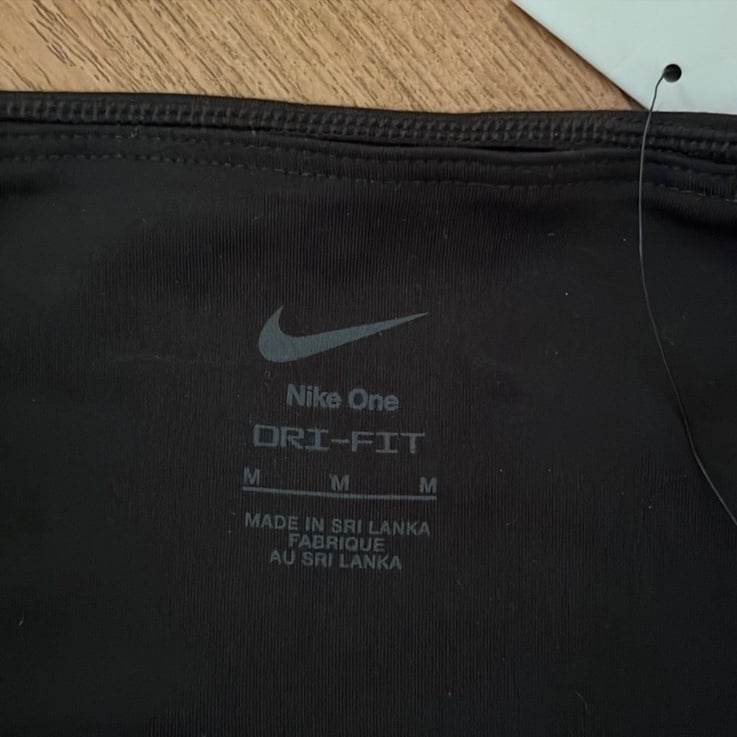 Nike One
DRI-FIT
M M M
MADE IN SRI LANKA
FABRIQUE
AU SRI LANKA